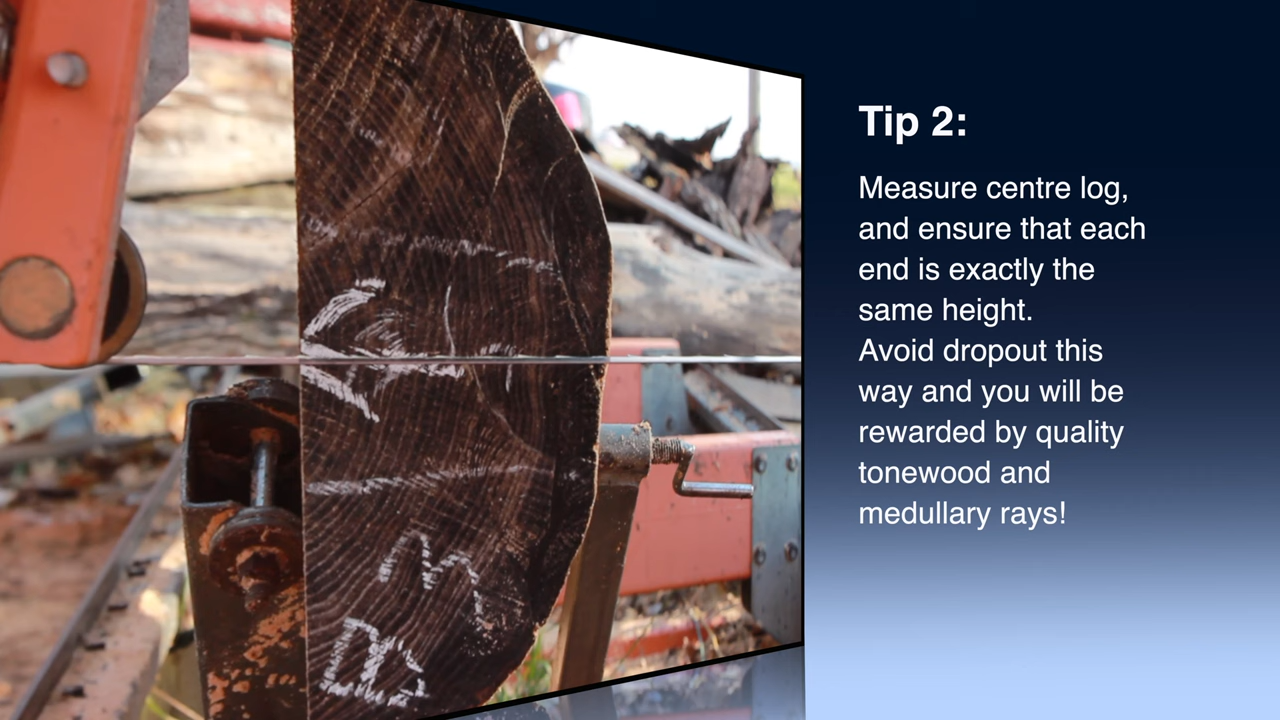 Tip 2:
Measure centre log,
and ensure that each
end is exactly the
same height.
Avoid dropout this
way and you will be
rewarded by quality
tonewood and
medullary rays!